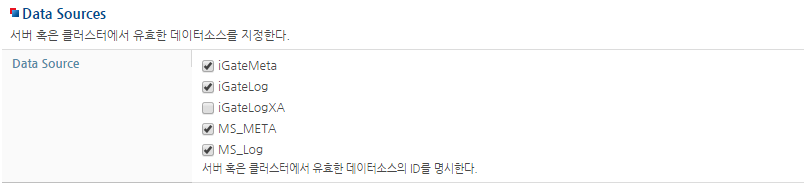 Data Sources
서버 혹은 클러스터에서 유효한 데이터소스를 지정한다.
Data Source
iGateMeta
iGateLog
iGateLogXA
MS_META
MS_Log
서버 혹은 클러스터에서 유효한 데이터소스의 ID를 명시한다.